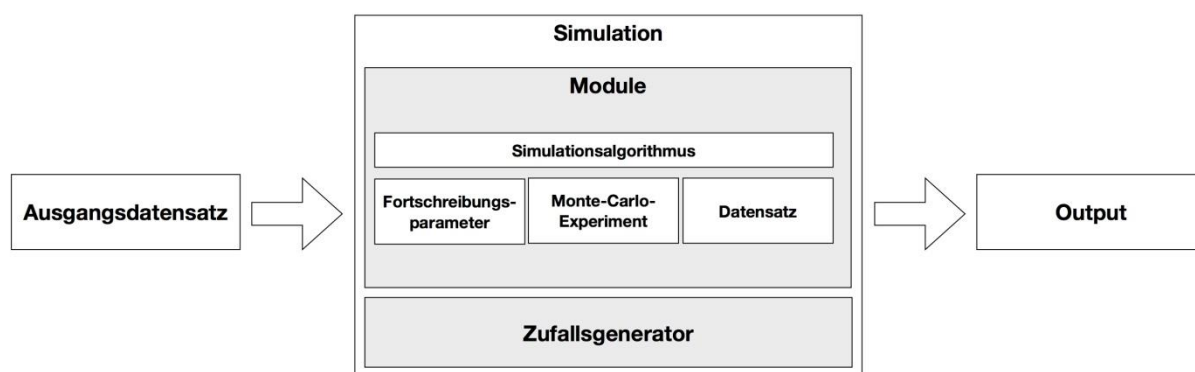 Simulation
Module
Simulationsalgorithmus
Ausgangsdatensatz
Fortschreibungs-
parameter
Monte-Carlo-
Experiment
Datensatz
Output
Zufallsgenerator